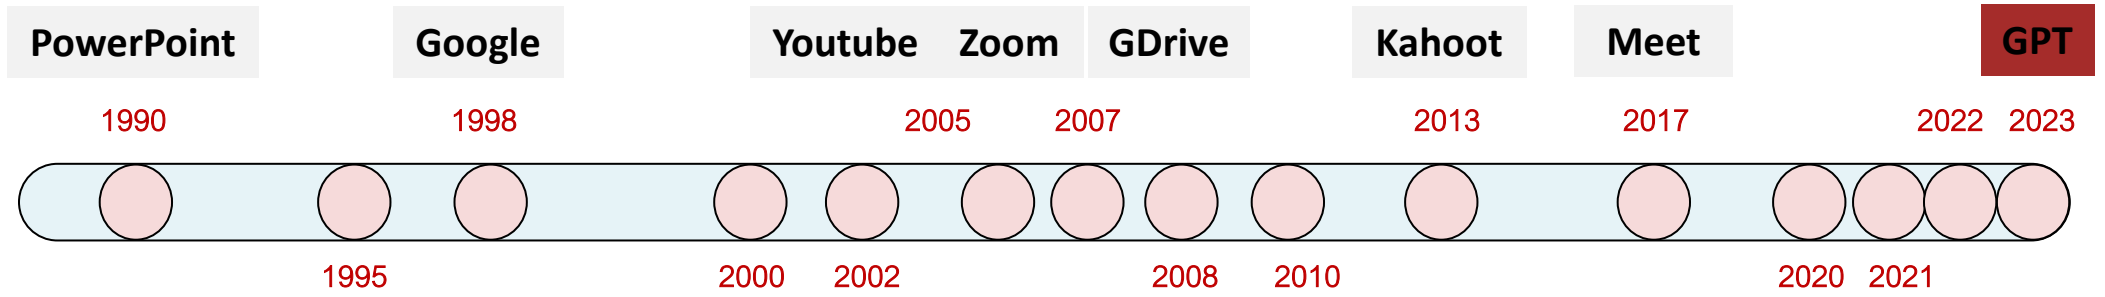 PowerPoint Google Youtube Zoom GDrive Kahoot Meet GPT
1990 1998 2005 2007 2013 2017 2022 2023
1995 2000 2002 2008 2010 2020 2021